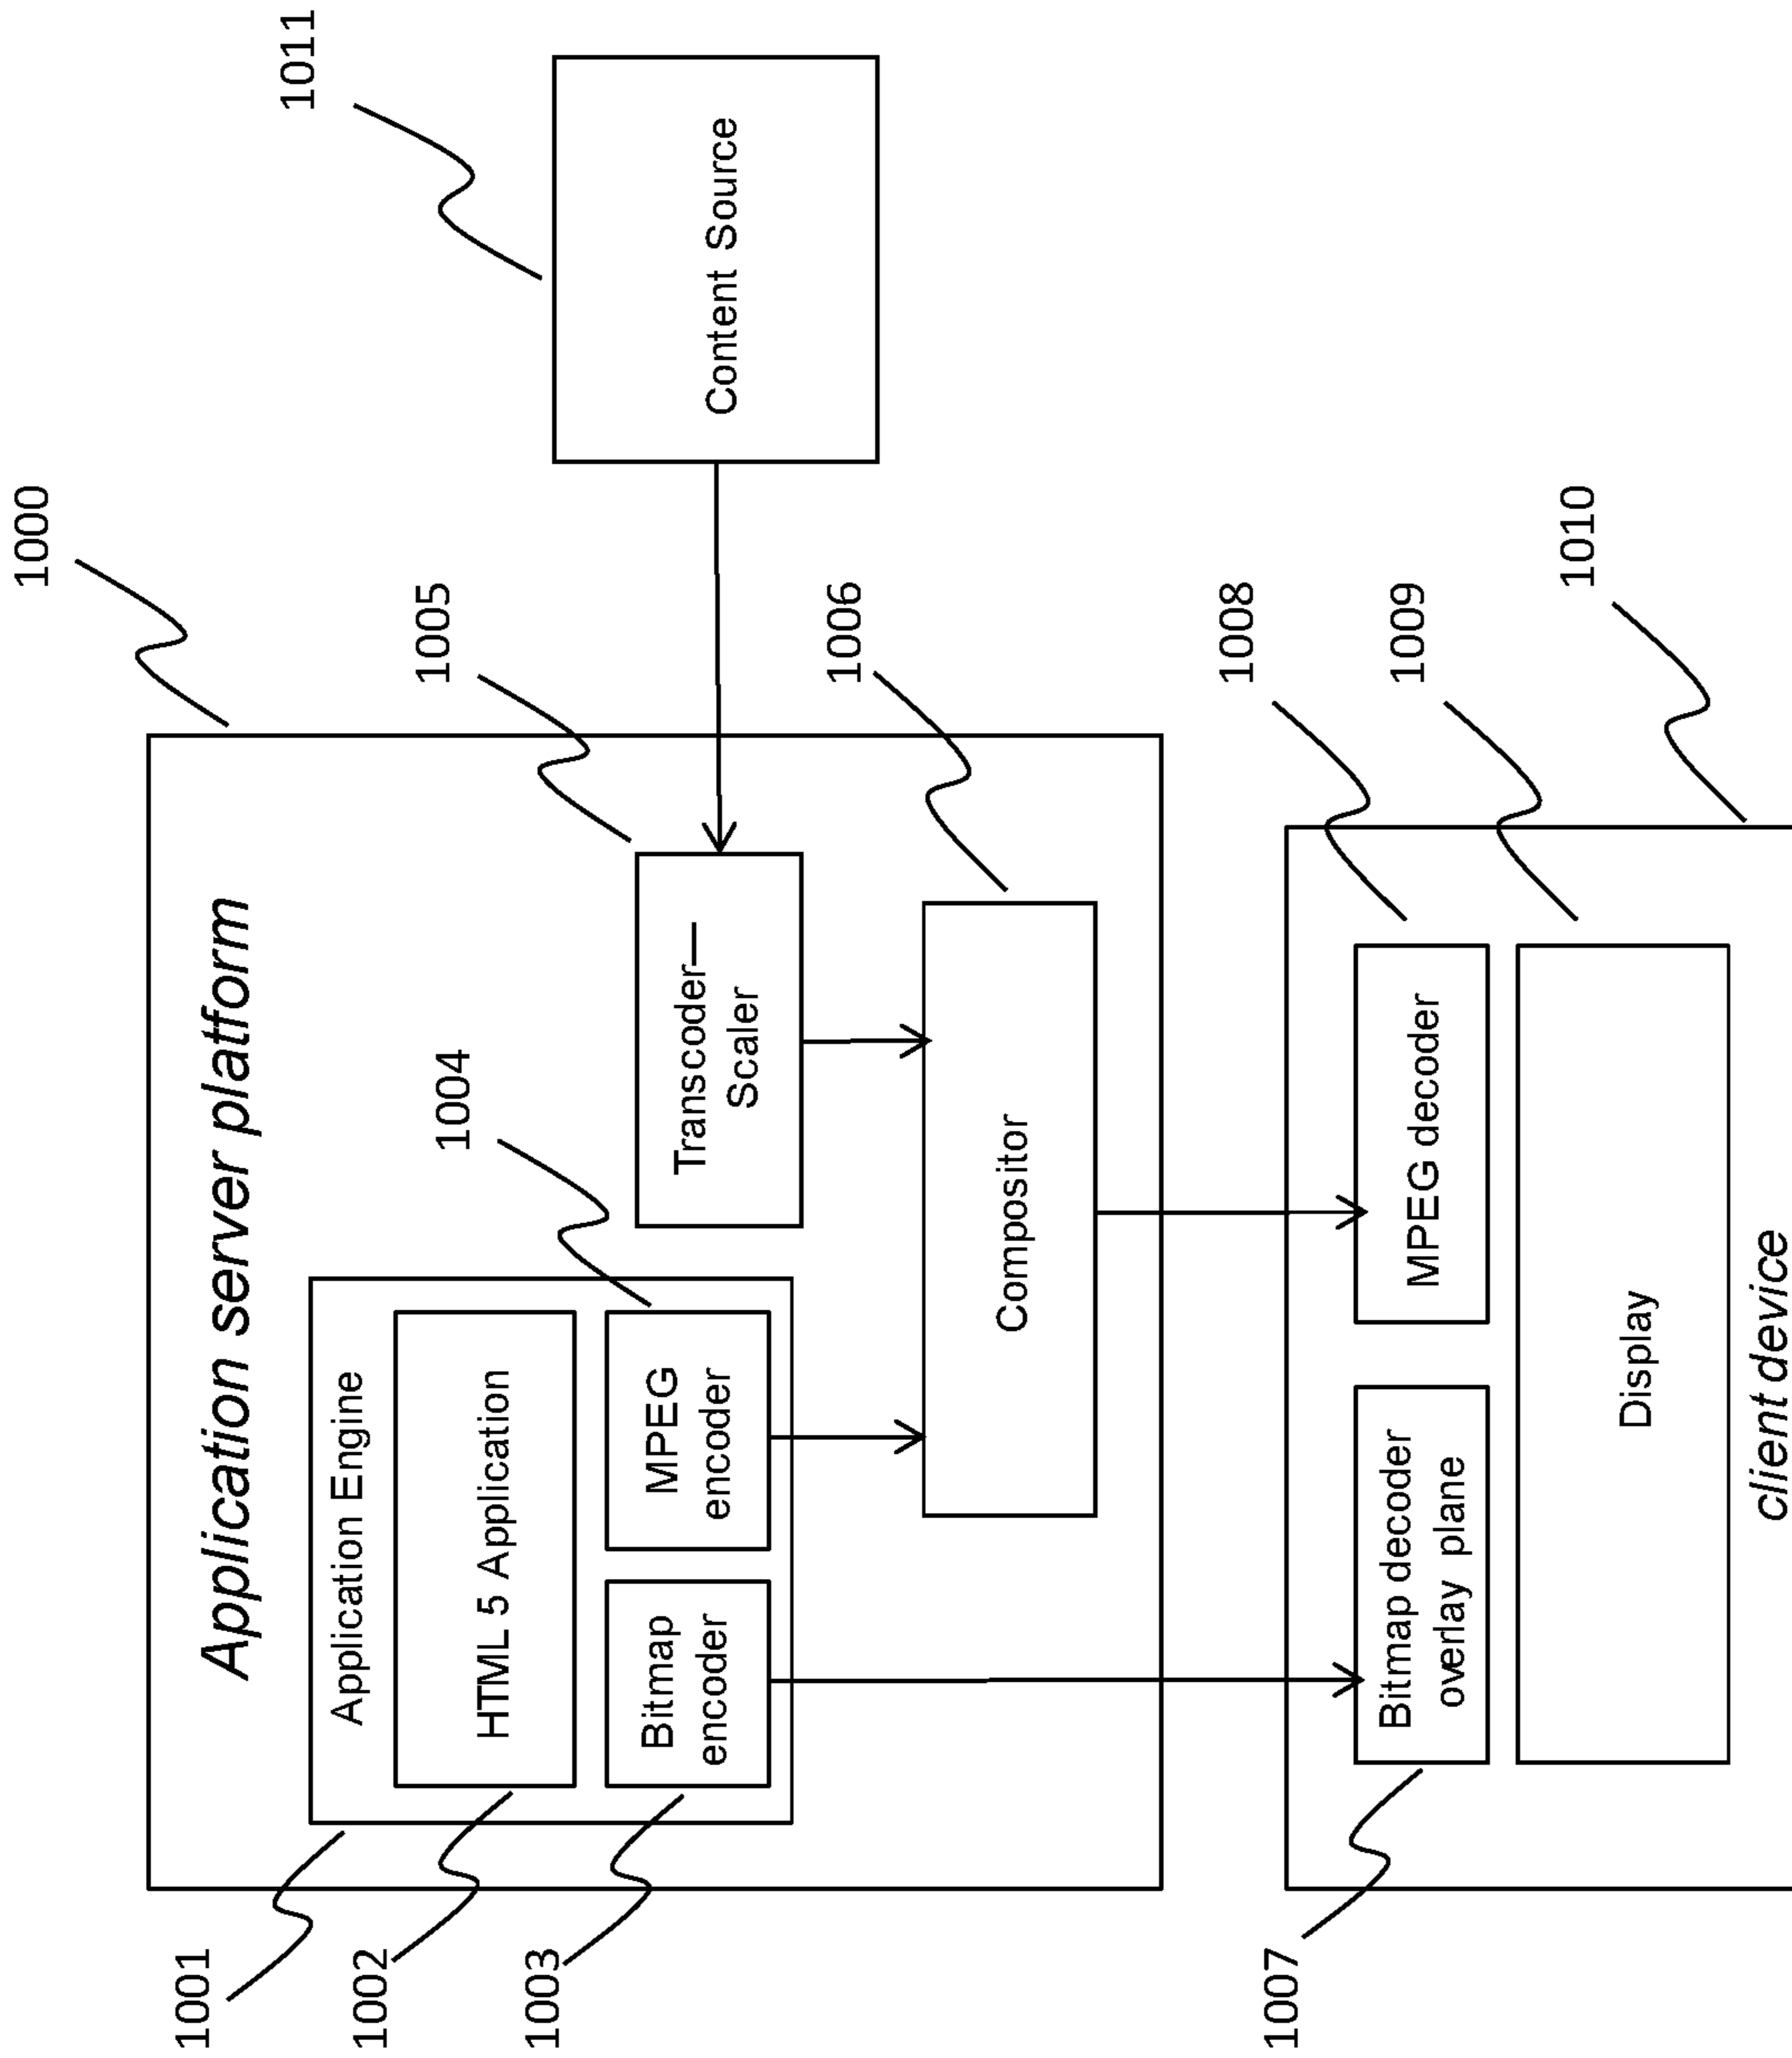 1000
1011
Application server platform
1001
Application Engine
1002
HTML 5 Application
1003
Bitmap
encoder
1004
MPEG
encoder
1005
Transcoder—
Scaler
Content Source
1006
Compositor
1007
Bitmap decoder
overlay plane
1008
MPEG decoder
1009
Display
1010
client device